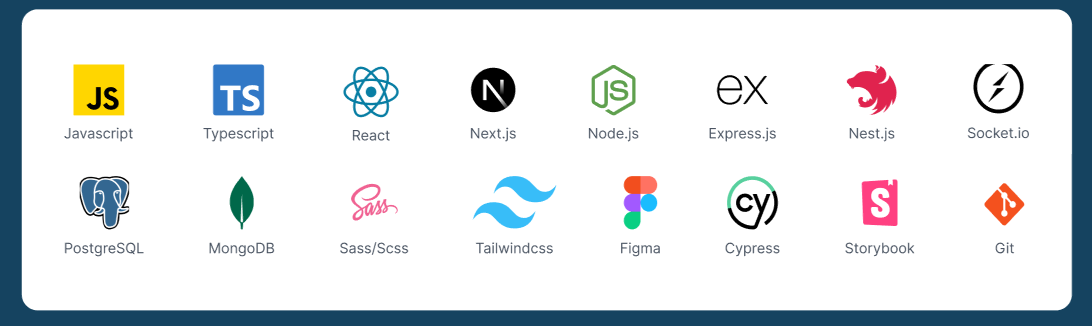 JS TS N JS ex
Javascript Typescript React Next.js Node.js Express.js Nest.js Socket.io
Sass cy S
PostgreSQL MongoDB Sass/Scss Tailwindcss Figma Cypress Storybook Git